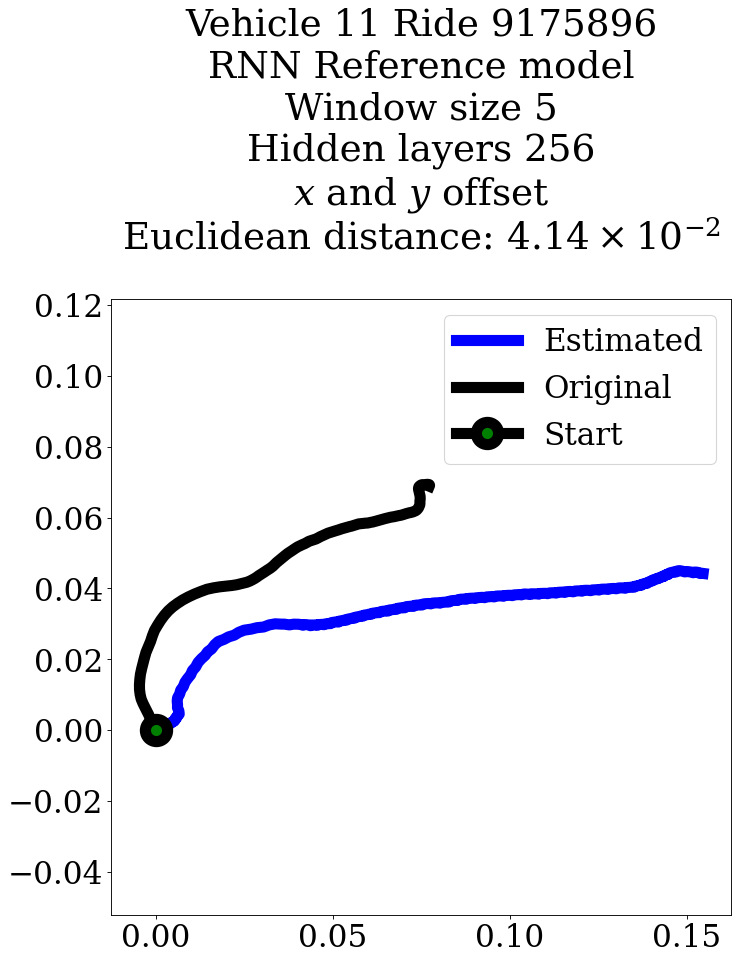 Vehicle 11 Ride 9175896
RNN Reference model
Window size 5
Hidden layers 256
x and y offset
Euclidean distance: 4.14 × 10⁻²
Estimated
Original
Start
0.12
0.10
0.08
0.06
0.04
0.02
0.00
−0.02
−0.04
0.00 0.05 0.10 0.15